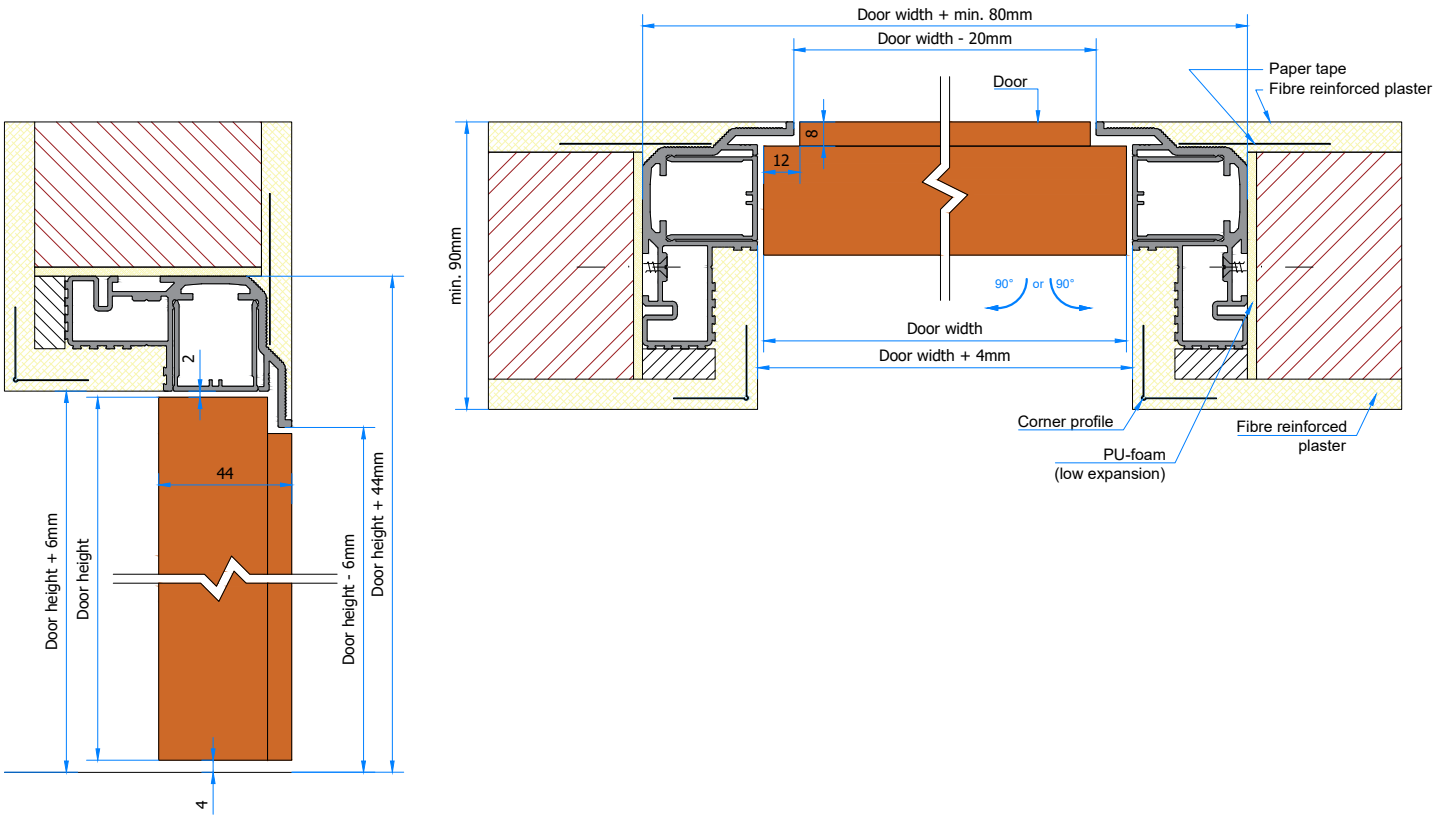 Door width + min. 80mm
Door width - 20mm
Door
Paper tape
Fibre reinforced plaster
8
12
min. 90mm
90° or 90°
Door width
Door width + 4mm
Corner profile
PU-foam
(low expansion)
Fibre reinforced
plaster
2
44
Door height + 6mm
Door height
Door height - 6mm
Door height + 44mm
4